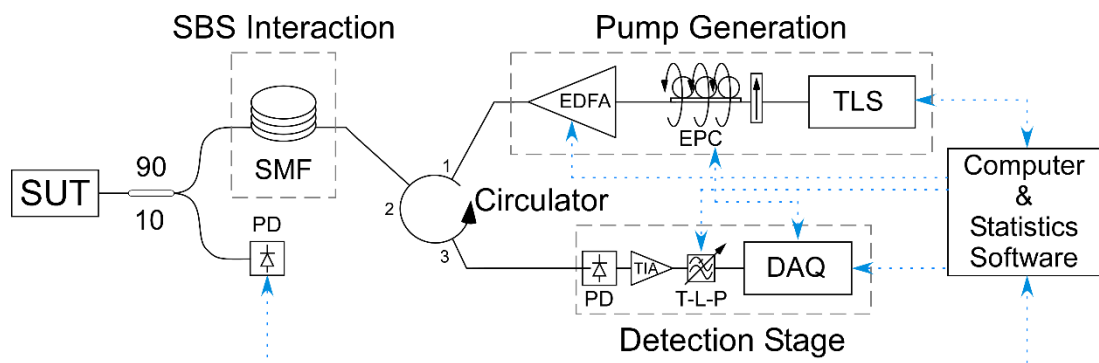 SBS Interaction
Pump Generation
EDFA
EPC
TLS
SMF
90
SUT
10
PD
1
2
3
Circulator
Computer
&
Statistics
Software
PD
TIA
T-L-P
DAQ
Detection Stage